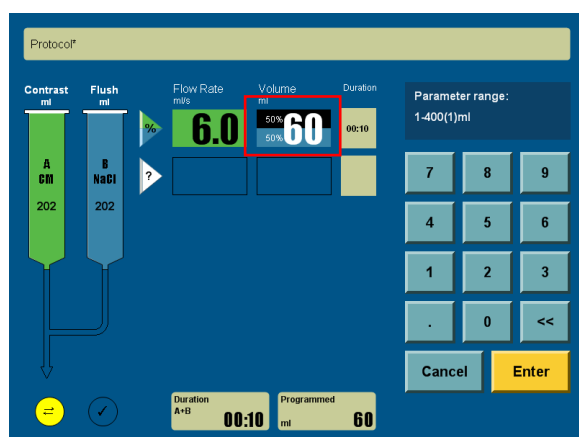 Protocol*
Contrast
ml
Flush
ml
Flow Rate
ml/s
Volume
ml
Duration
%
6.0
50%
50%
60
00:10
?
A
CM
202
B
NaCl
202
Duration
A+B
00:10
Programmed
ml
60
Parameter range:
1-400(1)ml
7 8 9
4 5 6
1 2 3
. 0 <<
Cancel Enter